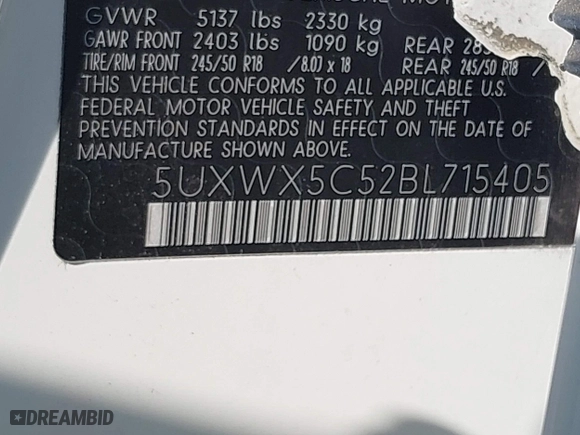 GVWR 5137 lbs 2330 kg
GAWR FRONT 2403 lbs 1090 kg REAR
TIRE/RIM FRONT 245/50 R18 /8.0J x 18 REAR 245/50 R18 /
THIS VEHICLE CONFORMS TO ALL APPLICABLE U.S.
FEDERAL MOTOR VEHICLE SAFETY AND THEFT
PREVENTION STANDARDS IN EFFECT ON THE DATE OF
MANUFACTURE SHOWN ABOVE.
5UXWX5C52BL715405
DREAMBID